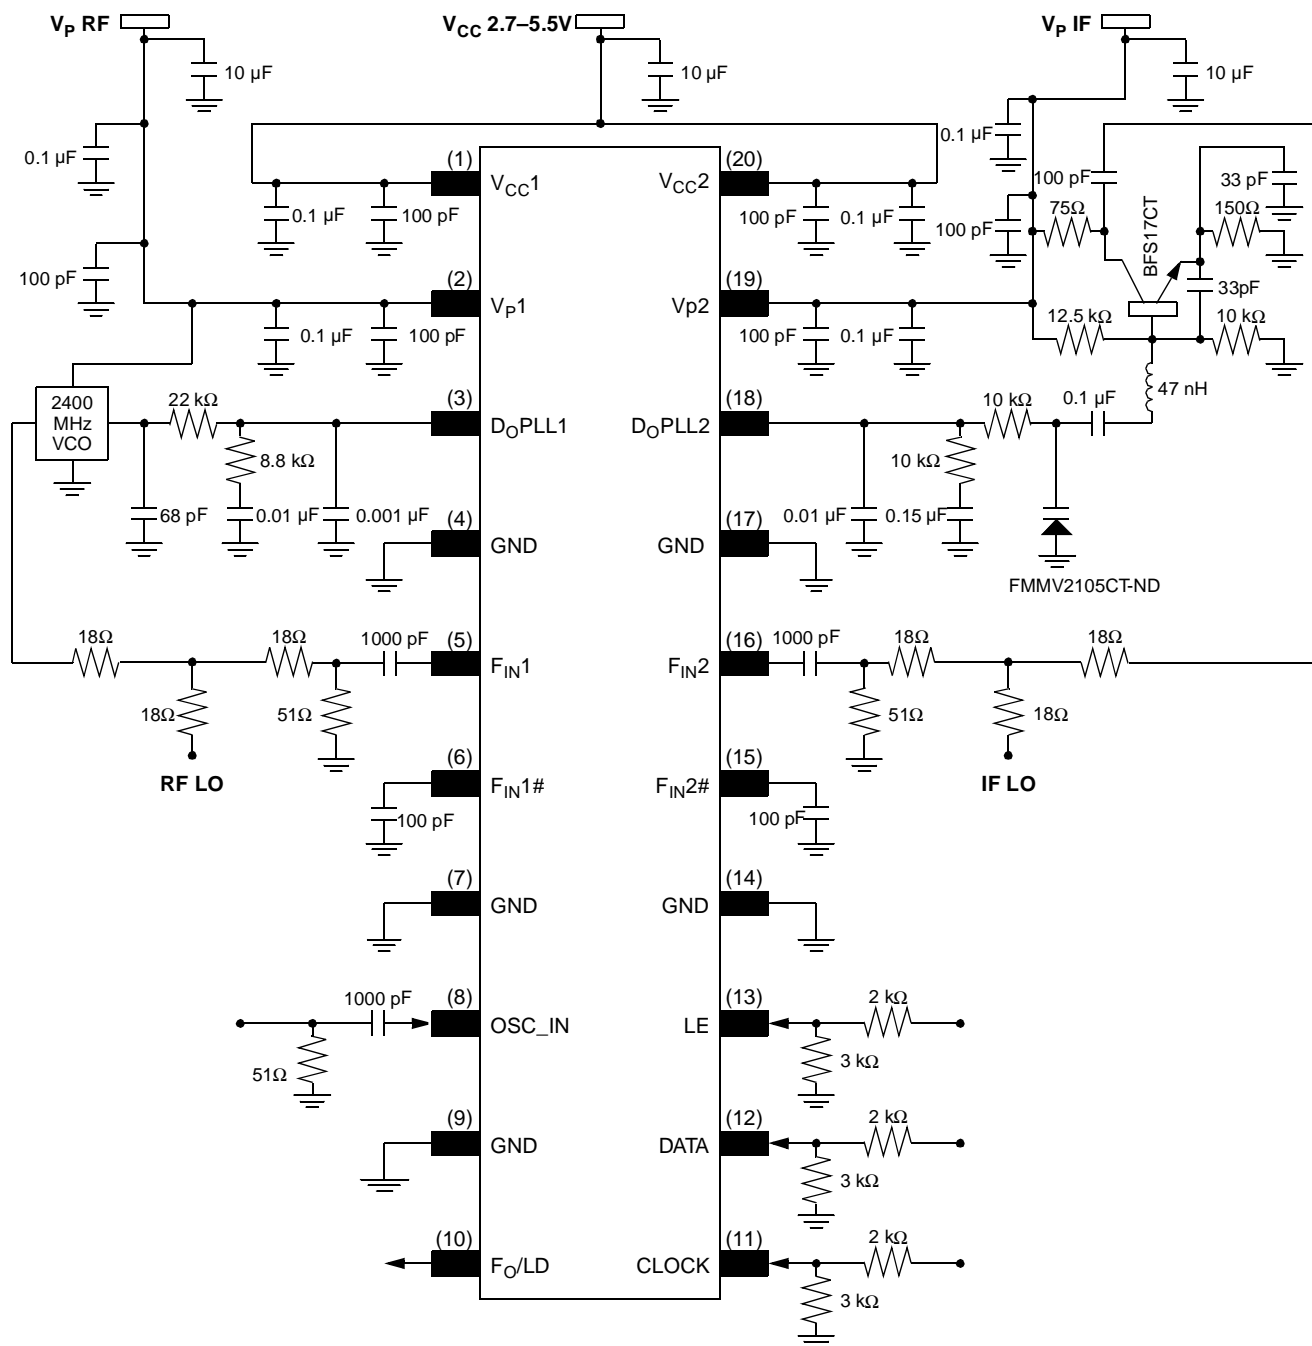 V_P RF
V_CC 2.7–5.5V
V_P IF
10 µF
10 µF
10 µF
0.1 µF
0.1 µF
100 pF
33 pF
(1)
V_CC1
(20)
V_CC2
0.1 µF
100 pF
100 pF
0.1 µF
100 pF
75Ω
BFS17CT
150Ω
100 pF
33pF
(2)
V_P1
(19)
Vp2
0.1 µF
100 pF
100 pF
0.1 µF
12.5 kΩ
10 kΩ
2400
MHz
VCO
22 kΩ
(3)
D_OPLL1
(18)
D_OPLL2
10 kΩ
0.1 µF
47 nH
8.8 kΩ
10 kΩ
68 pF
0.01 µF
0.001 µF
(4)
GND
(17)
GND
0.01 µF
0.15 µF
FMMV2105CT-ND
18Ω
18Ω
1000 pF
(5)
F_IN1
(16)
F_IN2
1000 pF
18Ω
18Ω
18Ω
51Ω
51Ω
18Ω
RF LO
IF LO
(6)
F_IN1#
(15)
F_IN2#
100 pF
100 pF
(7)
GND
(14)
GND
1000 pF
(8)
OSC_IN
(13)
LE
2 kΩ
51Ω
3 kΩ
(9)
GND
(12)
DATA
2 kΩ
3 kΩ
(10)
F_O/LD
(11)
CLOCK
2 kΩ
3 kΩ